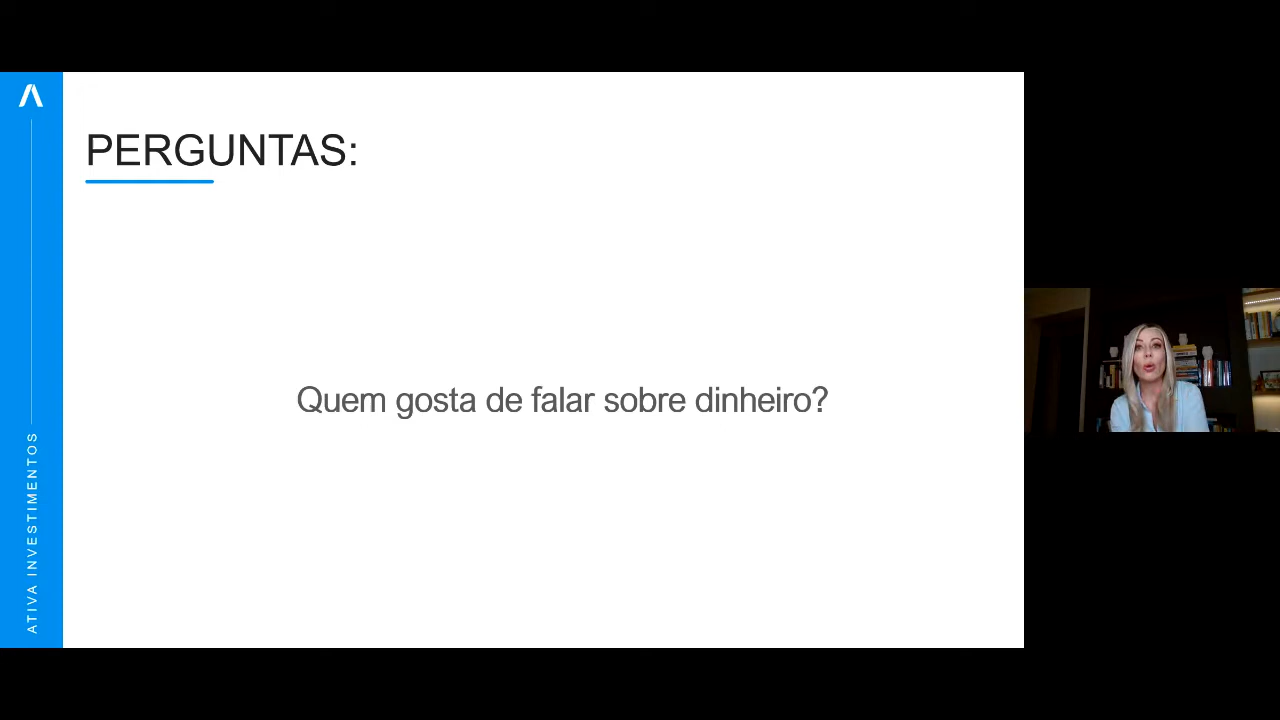 PERGUNTAS:
Quem gosta de falar sobre dinheiro?
ATIVA INVESTIMENTOS